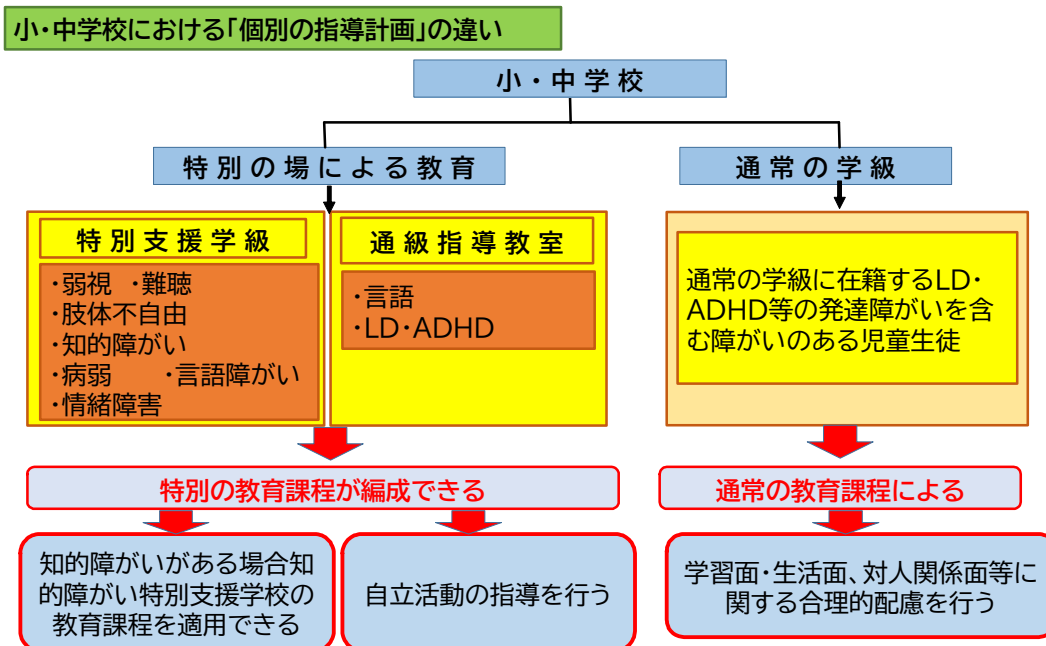 小・中学校における「個別の指導計画」の違い
小・中学校
特別の場による教育
通常の学級
特別支援学級
・弱視 ・難聴
・肢体不自由
・知的障がい
・病弱 ・言語障がい
・情緒障害
通級指導教室
・言語
・LD・ADHD
通常の学級に在籍するLD・
ADHD等の発達障がいを含
む障がいのある児童生徒
特別の教育課程が編成できる
通常の教育課程による
知的障がいがある場合知
的障がい特別支援学校の
教育課程を適用できる
自立活動の指導を行う
学習面・生活面、対人関係面等に
関する合理的配慮を行う